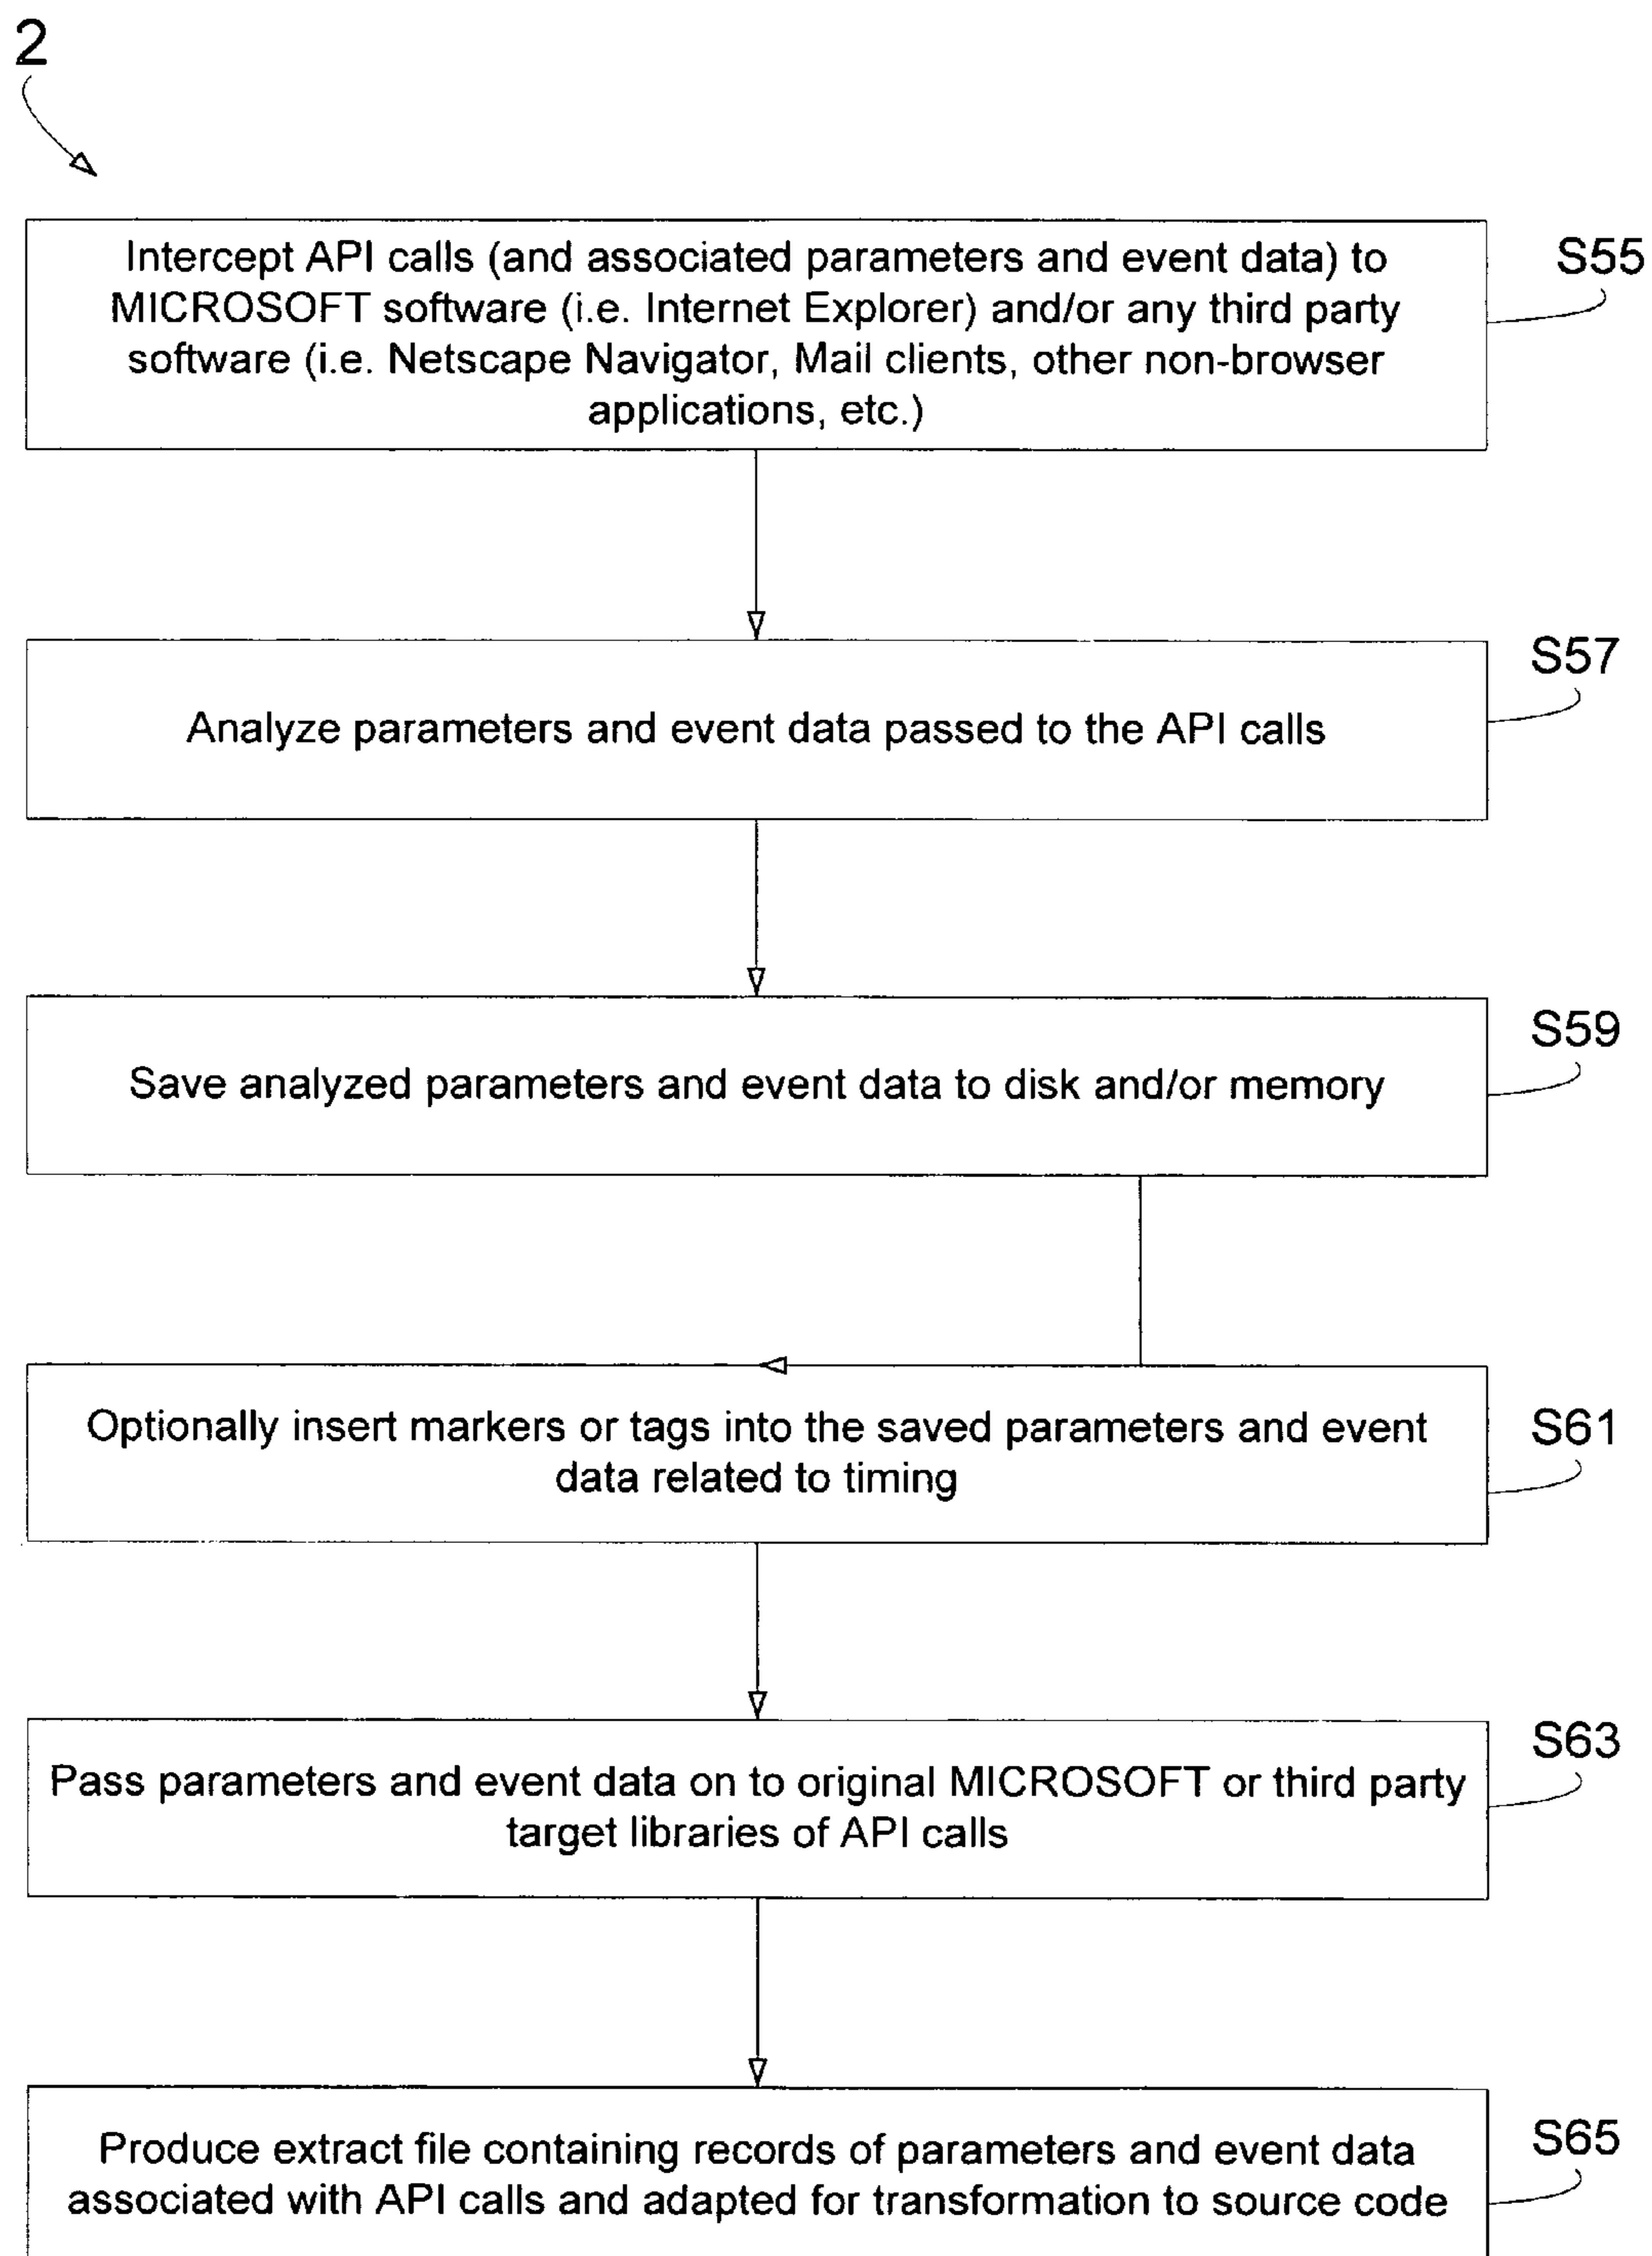 2
Intercept API calls (and associated parameters and event data) to
MICROSOFT software (i.e. Internet Explorer) and/or any third party
software (i.e. Netscape Navigator, Mail clients, other non-browser
applications, etc.)
S55
Analyze parameters and event data passed to the API calls
S57
Save analyzed parameters and event data to disk and/or memory
S59
Optionally insert markers or tags into the saved parameters and event
data related to timing
S61
Pass parameters and event data on to original MICROSOFT or third party
target libraries of API calls
S63
Produce extract file containing records of parameters and event data
associated with API calls and adapted for transformation to source code
S65